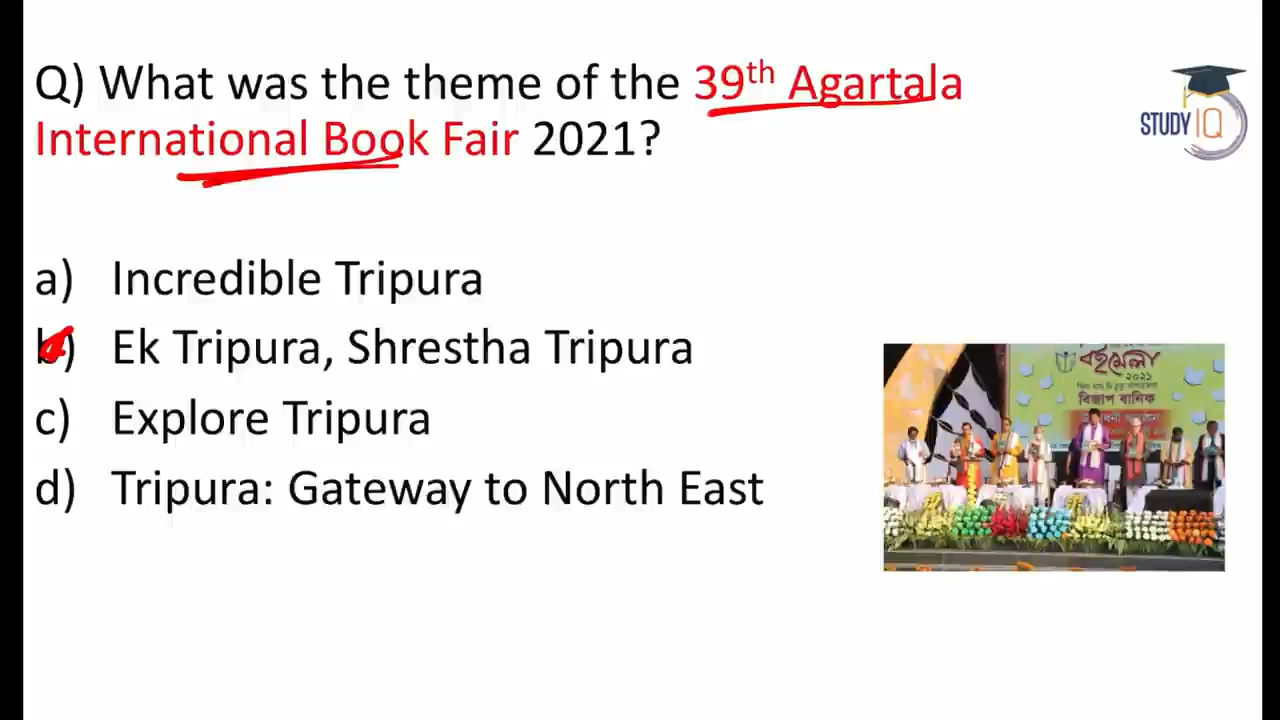 Q) What was the theme of the 39th Agartala
International Book Fair 2021?
STUDY IQ
a) Incredible Tripura
b) Ek Tripura, Shrestha Tripura
c) Explore Tripura
d) Tripura: Gateway to North East
বইমেলা
২০২১